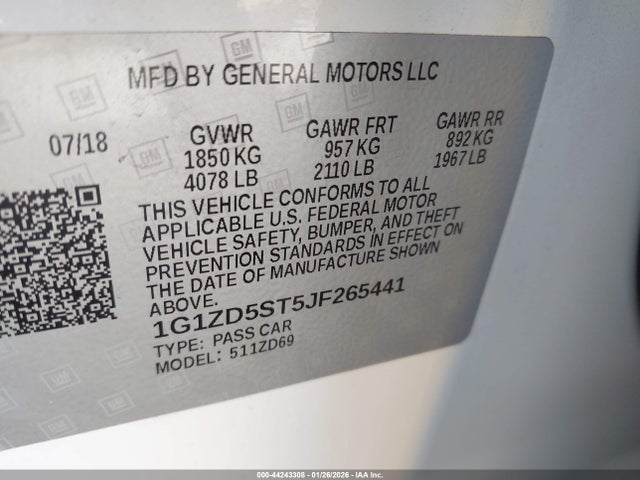 MFD BY GENERAL MOTORS LLC
07/18
GVWR
1850 KG
4078 LB
GAWR FRT
957 KG
2110 LB
GAWR RR
892 KG
1967 LB
THIS VEHICLE CONFORMS TO ALL
APPLICABLE U.S. FEDERAL MOTOR
VEHICLE SAFETY, BUMPER, AND THEFT
PREVENTION STANDARDS IN EFFECT ON
THE DATE OF MANUFACTURE SHOWN
ABOVE.
1G1ZD5ST5JF265441
TYPE: PASS CAR
MODEL: 511ZD69
GM
000-44243308 - 01/26/2026 - IAA Inc.